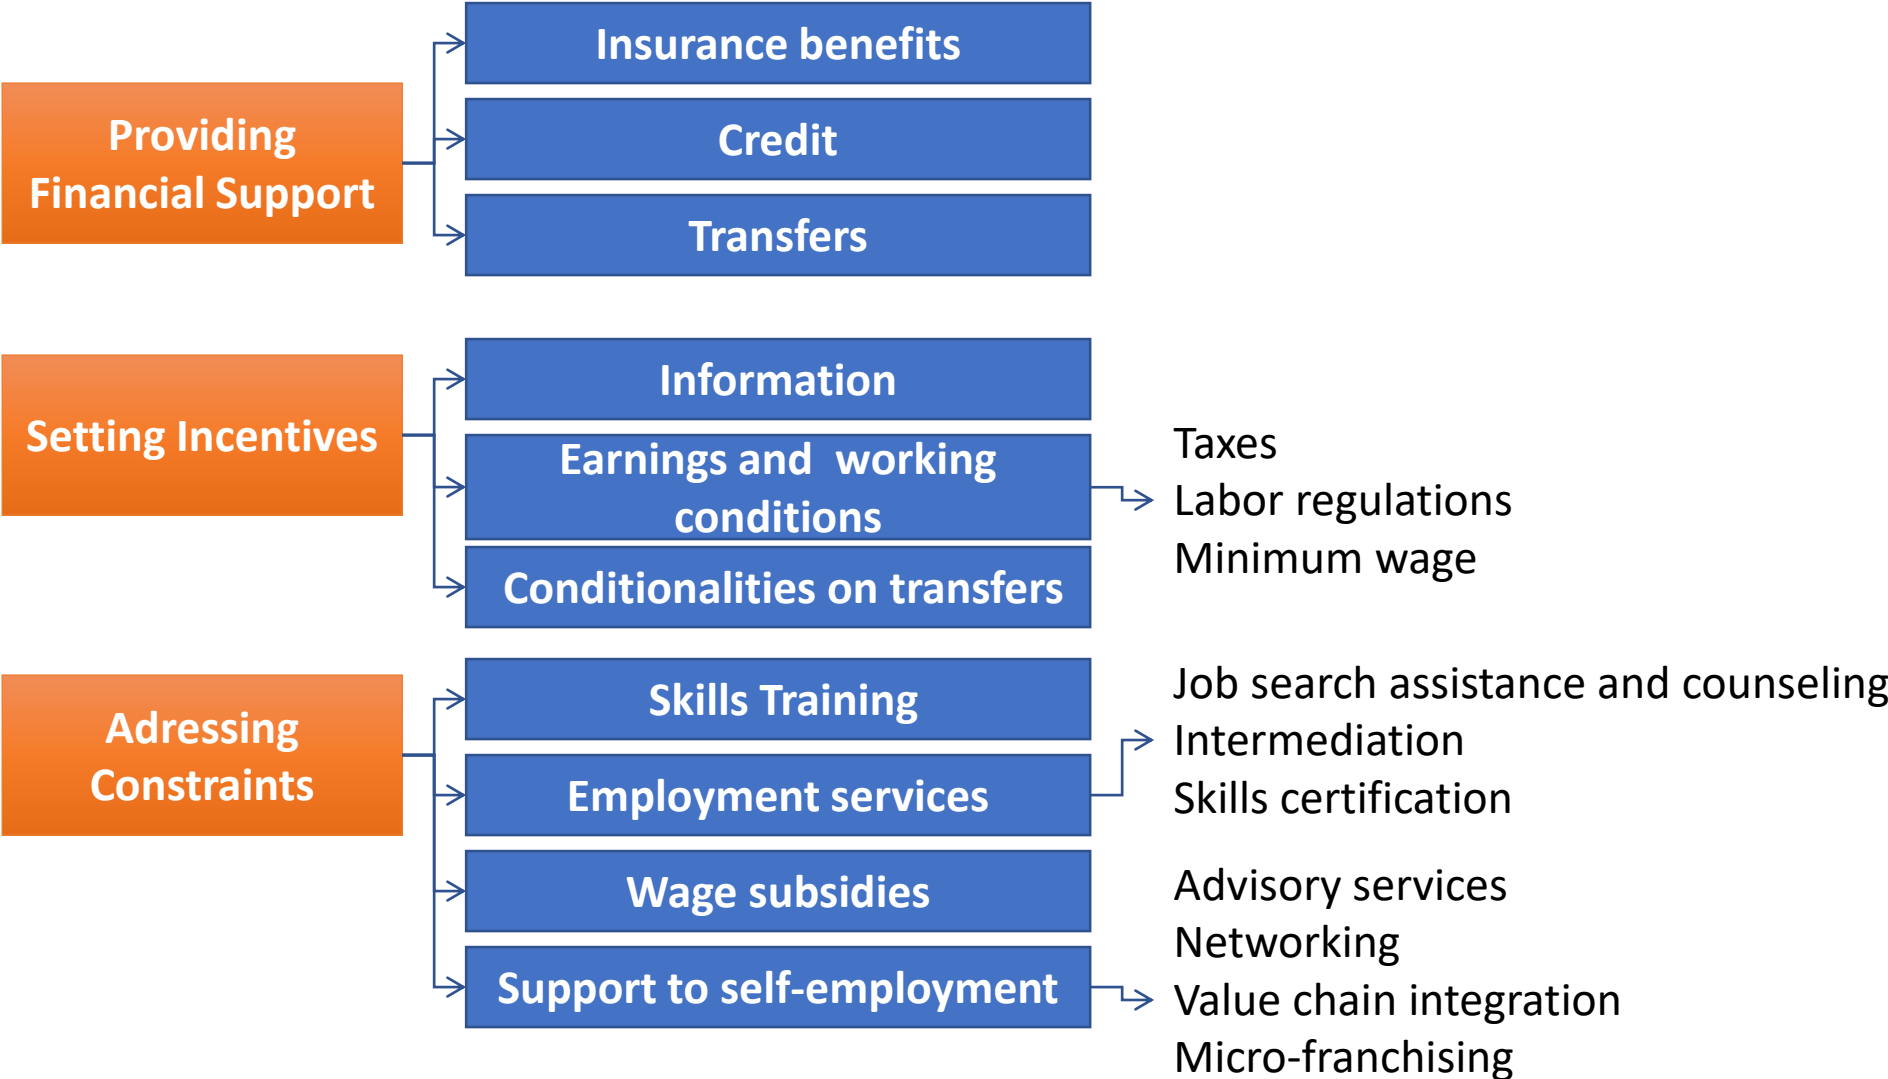 Providing
Financial Support
Insurance benefits
Credit
Transfers
Setting Incentives
Information
Earnings and  working
conditions
Conditionalities on transfers
Taxes
Labor regulations
Minimum wage
Adressing
Constraints
Skills Training
Employment services
Wage subsidies
Support to self-employment
Job search assistance and counseling
Intermediation
Skills certification
Advisory services
Networking
Value chain integration
Micro-franchising